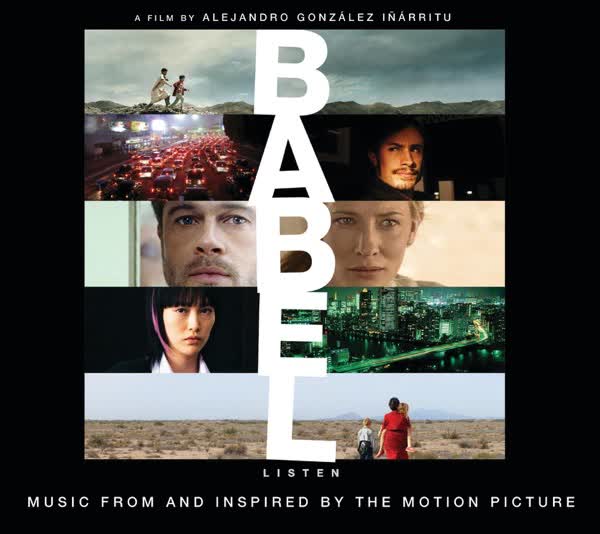 A FILM BY ALEJANDRO GONZÁLEZ IÑÁRRITU
BABEL
LISTEN
MUSIC FROM AND INSPIRED BY THE MOTION PICTURE